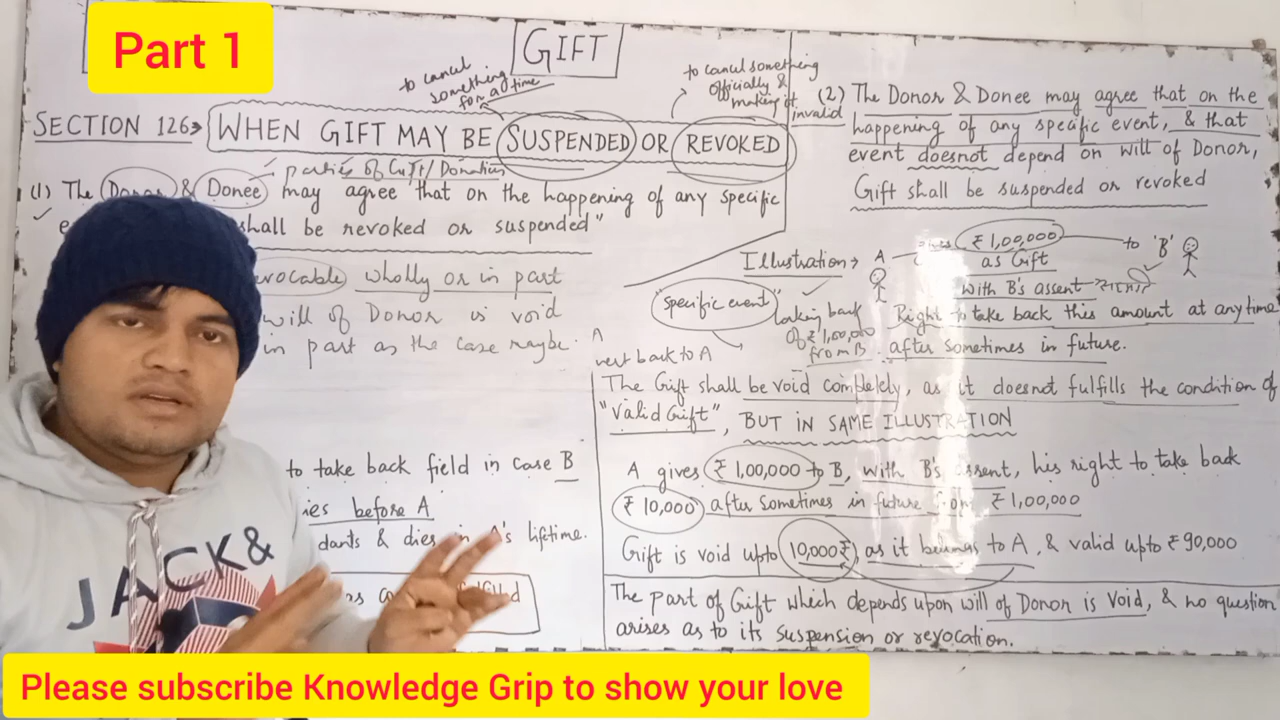 Part 1
GIFT
to cancel
something
for a time
to cancel something
officially &
making it
invalid
SECTION 126→ WHEN GIFT MAY BE SUSPENDED OR REVOKED
parties of Gift/Donation
(1) The Donor & Donee may agree that on the happening of any specific
shall be revoked or suspended"
evocable wholly or in part
will of Donor is void
in part as the case maybe.
to take back field in case B
ies before A
dants & dies in A's lifetime.
(2) The Donor & Donee may agree that on the
happening of any specific event, & that
event doesnot depend on will of Donor,
Gift shall be suspended or revoked
Illustration → A gives ₹ 1,00,000 to 'B'
as Gift
with B's assent
"Specific event" taking back
of ₹1,00,000
from B
Right to take back this amount at anytime
after sometimes in future.
went back to A
The Gift shall be void completely, as it doesnot fulfills the condition of
"Valid Gift", BUT IN SAME ILLUSTRATION
A gives ₹ 1,00,000 to B, with B's assent, his right to take back
₹ 10,000 after sometimes in future from ₹ 1,00,000
Gift is void upto 10,000₹, as it belongs to A, & valid upto ₹ 90,000
The part of Gift which depends upon will of Donor is Void, & no question
arises as to its suspension or revocation.
JACK&
Please subscribe Knowledge Grip to show your love